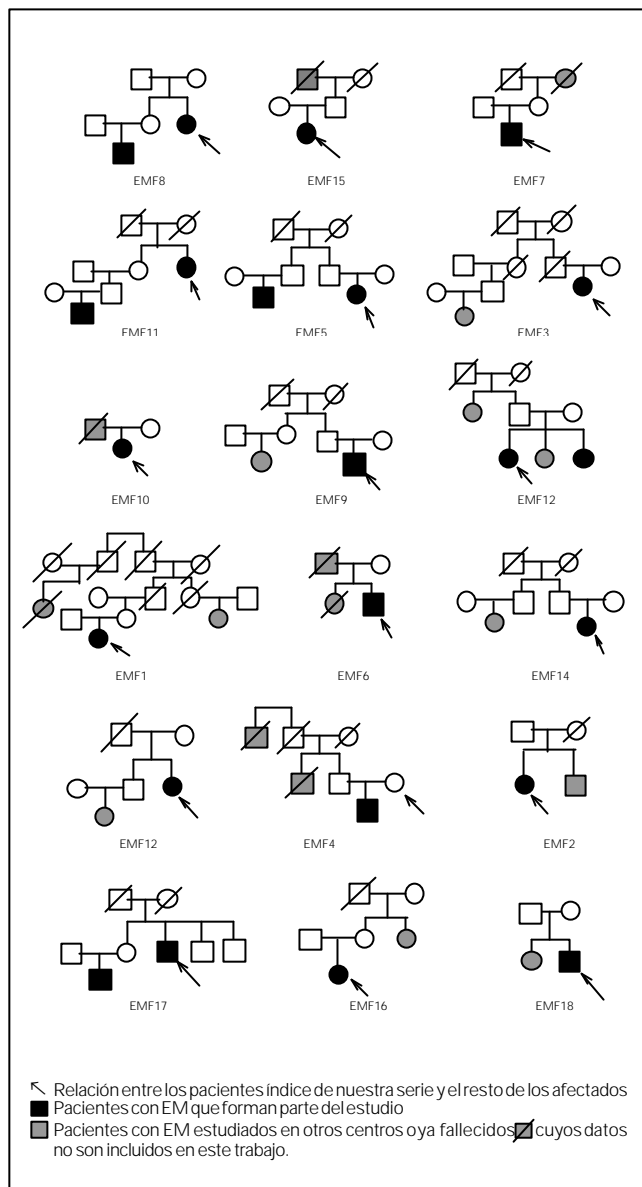 EMF8
EMF15
EMF7
EMF11
EMF5
EMF3
EMF10
EMF9
EMF12
EMF1
EMF6
EMF14
EMF12
EMF4
EMF2
EMF17
EMF16
EMF18
Relación entre los pacientes índice de nuestra serie y el resto de los afectados
Pacientes con EM que forman parte del estudio
Pacientes con EM estudiados en otros centros o ya fallecidos cuyos datos
no son incluidos en este trabajo.